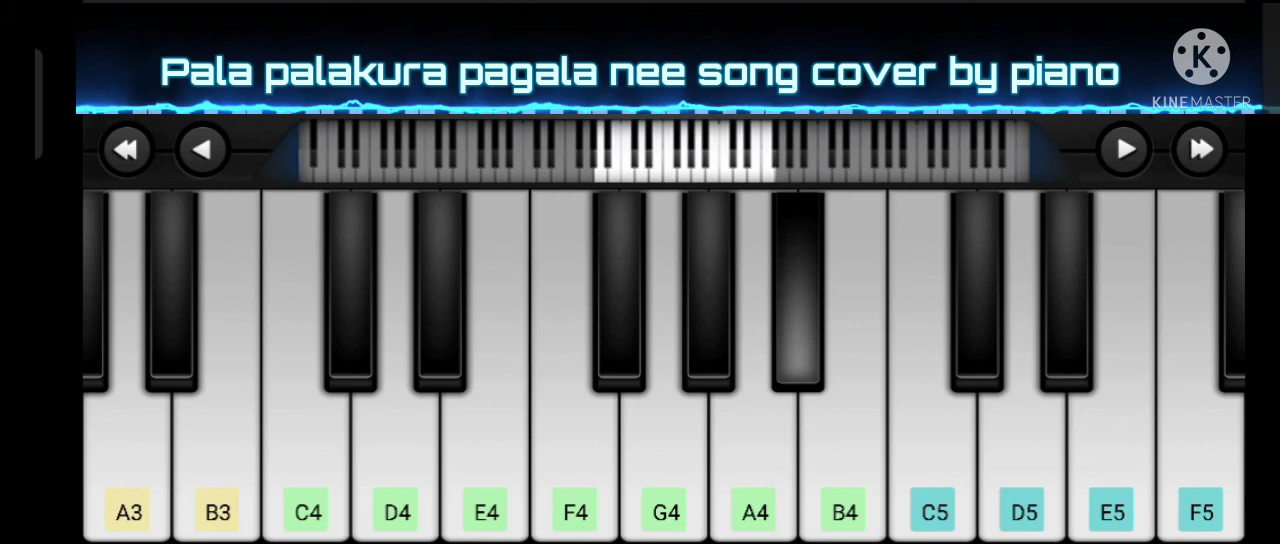 Pala palakura pagala nee song cover by piano
K
KINEMASTER
A3 B3 C4 D4 E4 F4 G4 A4 B4 C5 D5 E5 F5